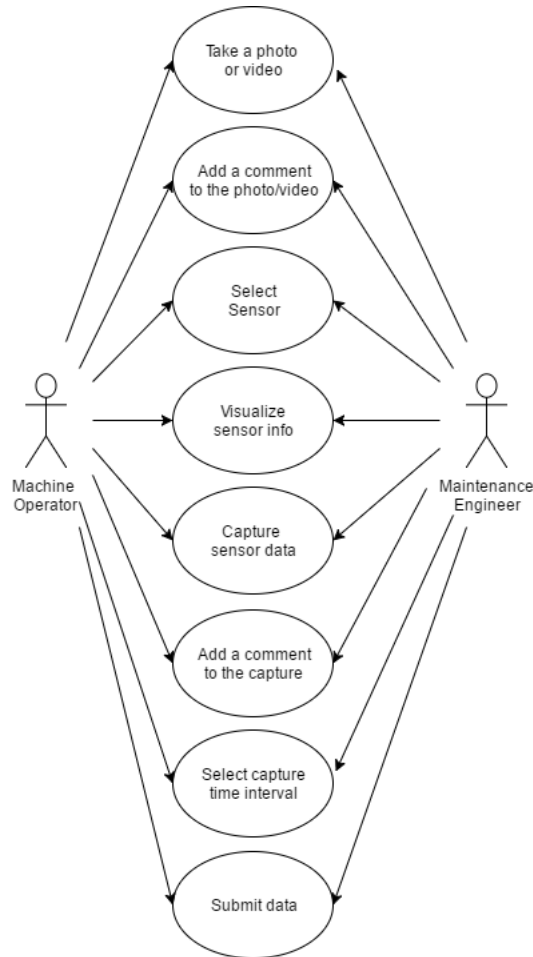 Take a photo
or video
Add a comment
to the photo/video
Select
Sensor
Visualize
sensor info
Machine
Operator
Maintenance
Engineer
Capture
sensor data
Add a comment
to the capture
Select capture
time interval
Submit data